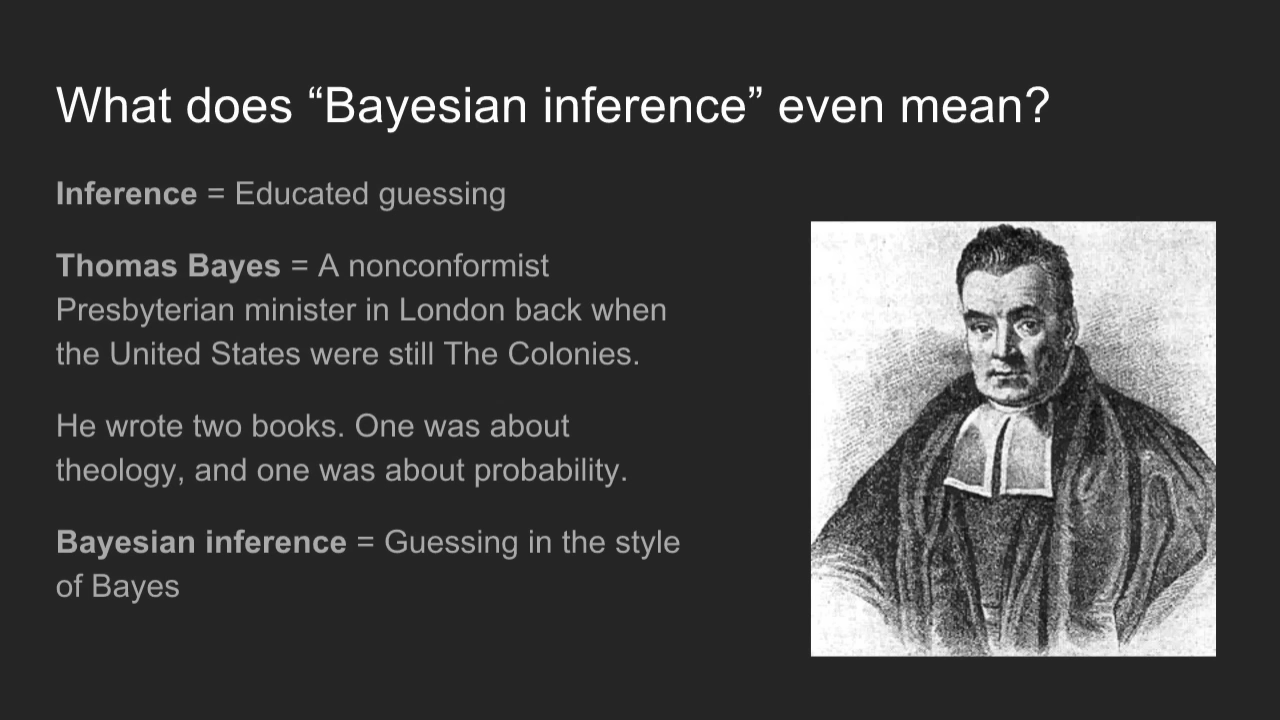 What does “Bayesian inference” even mean?
Inference = Educated guessing
Thomas Bayes = A nonconformist
Presbyterian minister in London back when
the United States were still The Colonies.
He wrote two books. One was about
theology, and one was about probability.
Bayesian inference = Guessing in the style
of Bayes